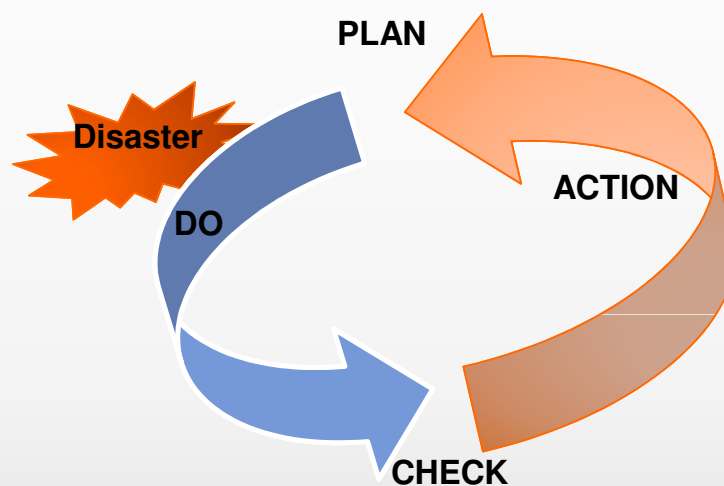 PLAN
Disaster
ACTION
DO
CHECK